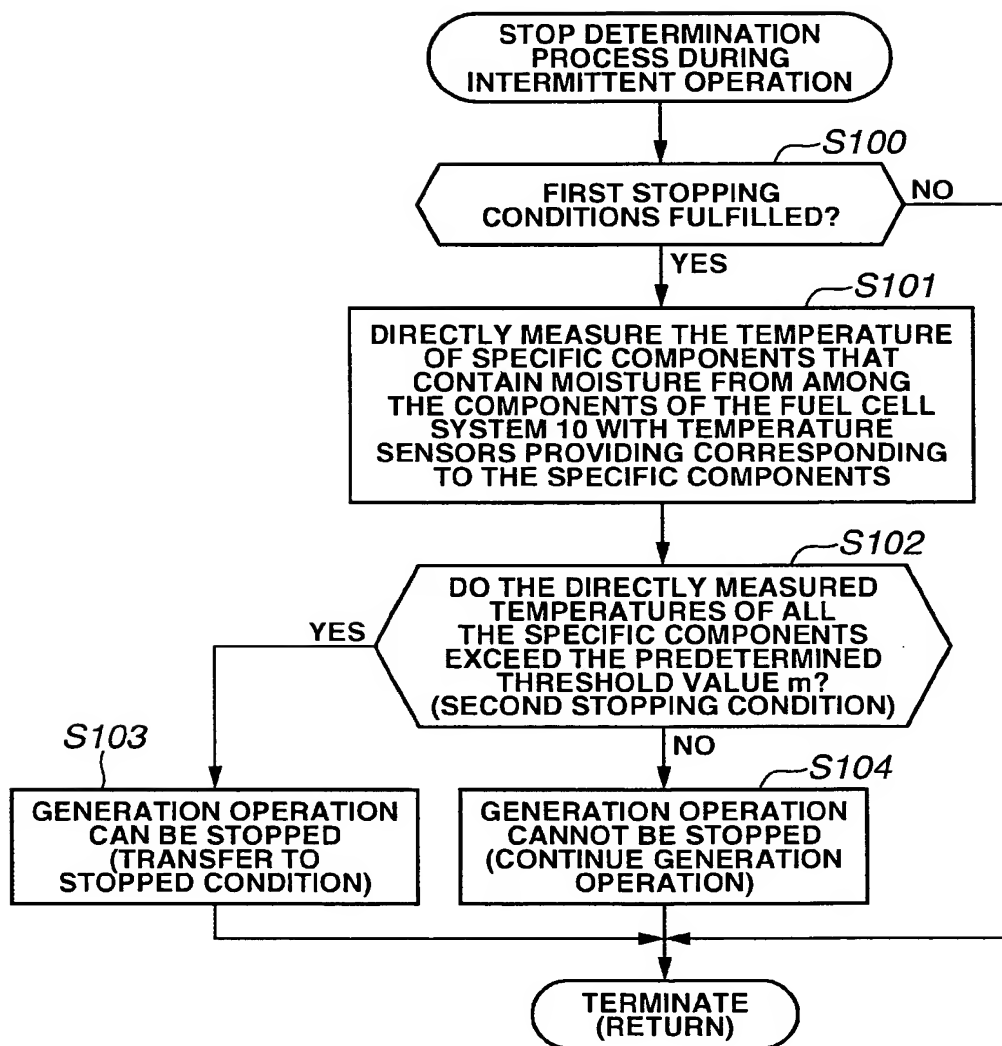 STOP DETERMINATION
PROCESS DURING
INTERMITTENT OPERATION
S100
FIRST STOPPING
CONDITIONS FULFILLED?
NO
YES
S101
DIRECTLY MEASURE THE TEMPERATURE
OF SPECIFIC COMPONENTS THAT
CONTAIN MOISTURE FROM AMONG
THE COMPONENTS OF THE FUEL CELL
SYSTEM 10 WITH TEMPERATURE
SENSORS PROVIDING CORRESPONDING
TO THE SPECIFIC COMPONENTS
S102
DO THE DIRECTLY MEASURED
TEMPERATURES OF ALL
THE SPECIFIC COMPONENTS
EXCEED THE PREDETERMINED
THRESHOLD VALUE m?
(SECOND STOPPING CONDITION)
YES
NO
S103
GENERATION OPERATION
CAN BE STOPPED
(TRANSFER TO
STOPPED CONDITION)
S104
GENERATION OPERATION
CANNOT BE STOPPED
(CONTINUE GENERATION
OPERATION)
TERMINATE
(RETURN)